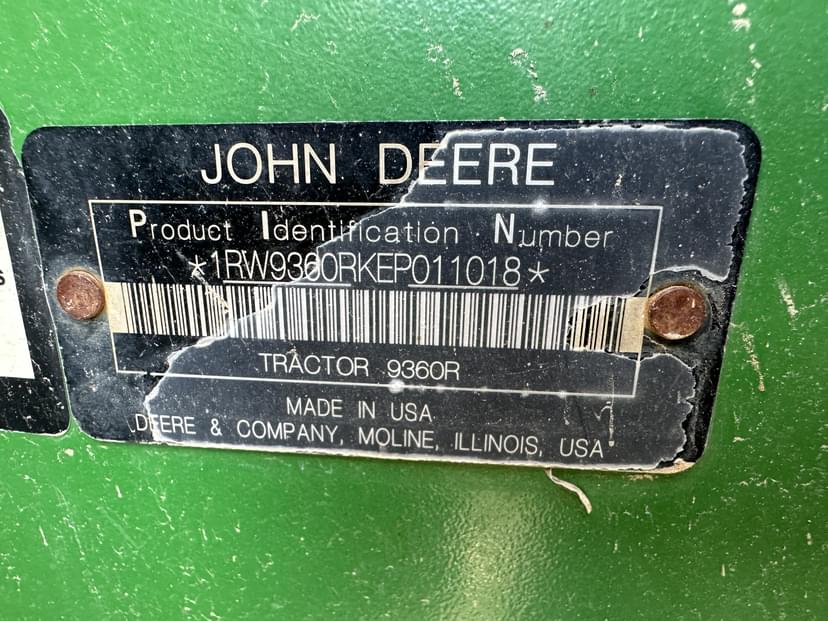 JOHN DEERE
Product Identification Number
*1RW9360RKEP011018*
TRACTOR 9360R
MADE IN USA
DEERE & COMPANY, MOLINE, ILLINOIS, USA
s